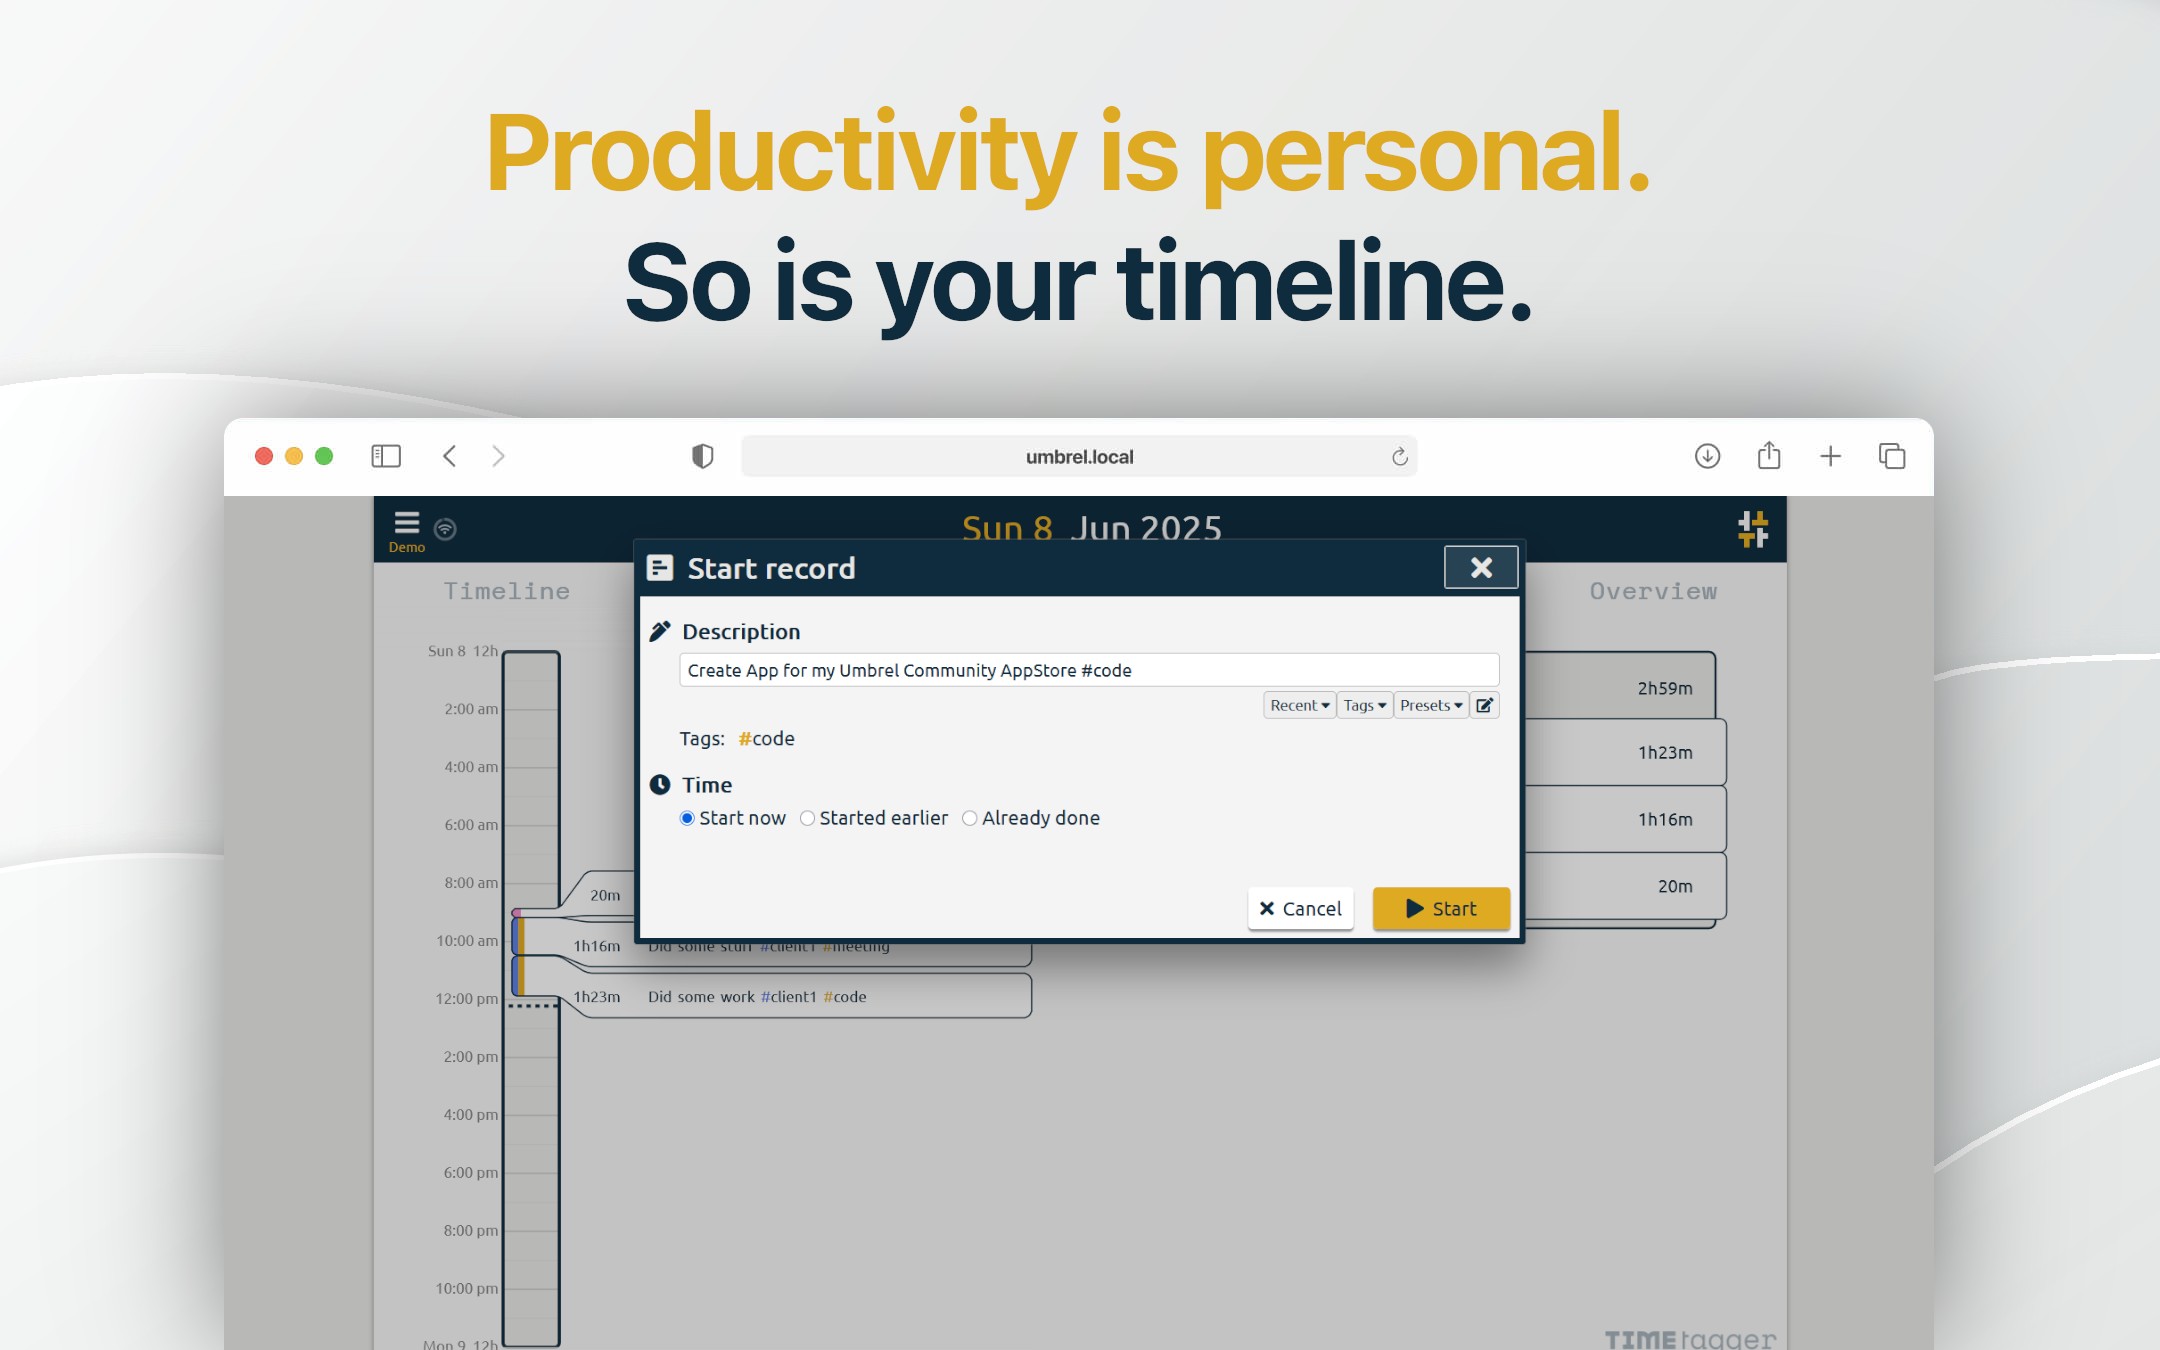 Productivity is personal.
So is your timeline.
umbrel.local
Demo
Sun 8 Jun 2025
Start record
Timeline
Overview
Description
Create App for my Umbrel Community AppStore #code
Recent
Tags
Presets
Tags: #code
Time
Start now
Started earlier
Already done
Cancel
Start
Sun 8 12h
2:00 am
4:00 am
6:00 am
8:00 am
10:00 am
12:00 pm
2:00 pm
4:00 pm
6:00 pm
8:00 pm
10:00 pm
Mon 9 12h
20m
1h16m Did some stuff #client1 #meeting
1h23m Did some work #client1 #code
2h59m
1h23m
1h16m
20m
TIMEtagger